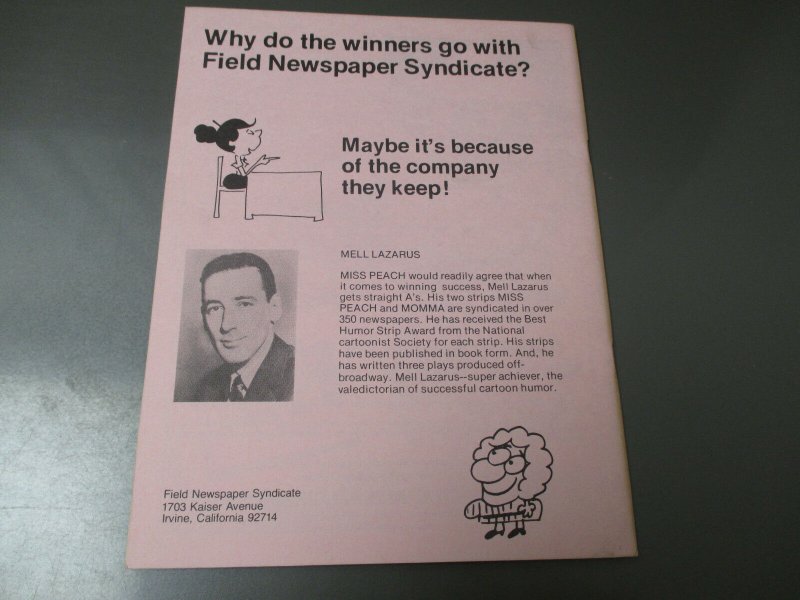 Why do the winners go with
Field Newspaper Syndicate?
Maybe it's because
of the company
they keep!
MELL LAZARUS
MISS PEACH would readily agree that when
it comes to winning success, Mell Lazarus
gets straight A's. His two strips MISS
PEACH and MOMMA are syndicated in over
350 newspapers. He has received the Best
Humor Strip Award from the National
cartoonist Society for each strip. His strips
have been published in book form. And, he
has written three plays produced off-
broadway. Mell Lazarus--super achiever, the
valedictorian of successful cartoon humor.
Field Newspaper Syndicate
1703 Kaiser Avenue
Irvine, California 92714